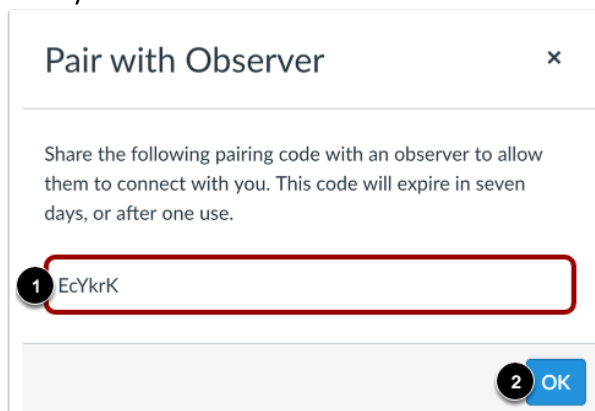 Pair with Observer ×
Share the following pairing code with an observer to allow
them to connect with you. This code will expire in seven
days, or after one use.
1 EcYkrK
2 OK